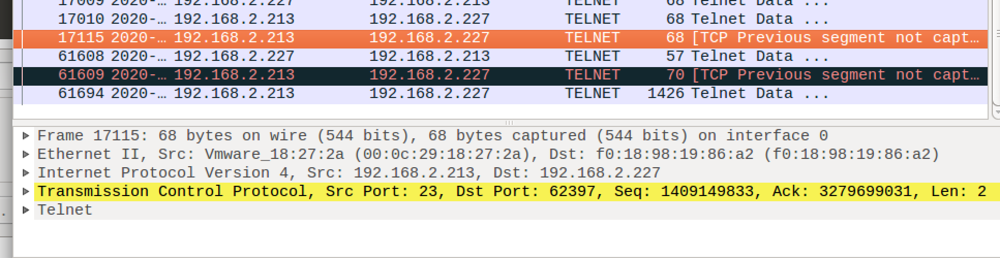 17009 2020-… 192.168.2.227 192.168.2.213 TELNET 68 Telnet Data ...
17010 2020-… 192.168.2.213 192.168.2.227 TELNET 68 Telnet Data ...
17115 2020-… 192.168.2.213 192.168.2.227 TELNET 68 [TCP Previous segment not capt…
61608 2020-… 192.168.2.227 192.168.2.213 TELNET 57 Telnet Data ...
61609 2020-… 192.168.2.213 192.168.2.227 TELNET 70 [TCP Previous segment not capt…
61694 2020-… 192.168.2.213 192.168.2.227 TELNET 1426 Telnet Data ...
Frame 17115: 68 bytes on wire (544 bits), 68 bytes captured (544 bits) on interface 0
Ethernet II, Src: Vmware_18:27:2a (00:0c:29:18:27:2a), Dst: f0:18:98:19:86:a2 (f0:18:98:19:86:a2)
Internet Protocol Version 4, Src: 192.168.2.213, Dst: 192.168.2.227
Transmission Control Protocol, Src Port: 23, Dst Port: 62397, Seq: 1409149833, Ack: 3279699031, Len: 2
Telnet